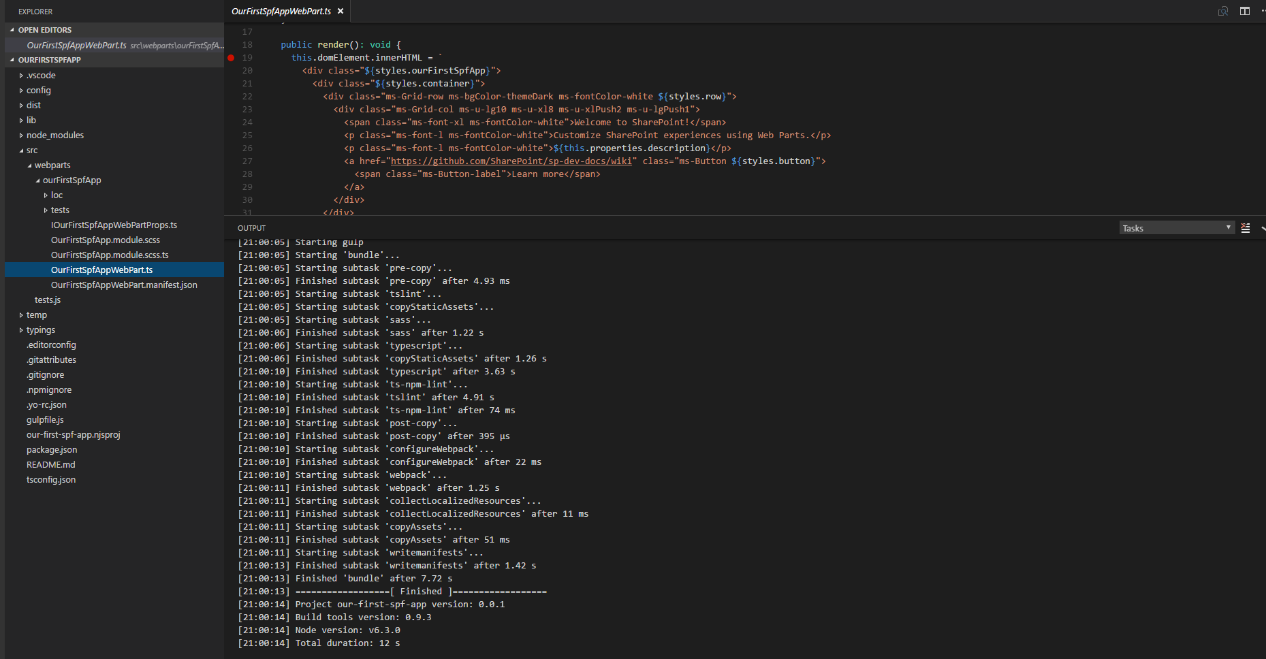 EXPLORER
OPEN EDITORS
OurFirstSpfAppWebPart.ts src\webparts\ourFirstSpfA...
OURFIRSTSPFAPP
.vscode
config
dist
lib
node_modules
src
webparts
ourFirstSpfApp
loc
tests
IOurFirstSpfAppWebPartProps.ts
OurFirstSpfApp.module.scss
OurFirstSpfApp.module.scss.ts
OurFirstSpfAppWebPart.ts
OurFirstSpfAppWebPart.manifest.json
tests.js
temp
typings
.editorconfig
.gitattributes
.gitignore
.npmignore
.yo-rc.json
gulpfile.js
our-first-spf-app.njsproj
package.json
README.md
tsconfig.json
OurFirstSpfAppWebPart.ts
17
18 public render(): void {
19 this.domElement.innerHTML = `
20 <div class="${styles.ourFirstSpfApp}">
21 <div class="${styles.container}">
22 <div class="ms-Grid-row ms-bgColor-themeDark ms-fontColor-white ${styles.row}">
23 <div class="ms-Grid-col ms-u-lg10 ms-u-xl8 ms-u-xlPush2 ms-u-lgPush1">
24 <span class="ms-font-xl ms-fontColor-white">Welcome to SharePoint!</span>
25 <p class="ms-font-l ms-fontColor-white">Customize SharePoint experiences using Web Parts.</p>
26 <p class="ms-font-l ms-fontColor-white">${this.properties.description}</p>
27 <a href="https://github.com/SharePoint/sp-dev-docs/wiki" class="ms-Button ${styles.button}">
28 <span class="ms-Button-label">Learn more</span>
29 </a>
30 </div>
31 </div>
OUTPUT
Tasks
[21:00:05] Starting gulp
[21:00:05] Starting 'bundle'...
[21:00:05] Starting subtask 'pre-copy'...
[21:00:05] Finished subtask 'pre-copy' after 4.93 ms
[21:00:05] Starting subtask 'tslint'...
[21:00:05] Starting subtask 'copyStaticAssets'...
[21:00:05] Starting subtask 'sass'...
[21:00:06] Finished subtask 'sass' after 1.22 s
[21:00:06] Starting subtask 'typescript'...
[21:00:06] Finished subtask 'copyStaticAssets' after 1.26 s
[21:00:10] Finished subtask 'typescript' after 3.63 s
[21:00:10] Starting subtask 'ts-npm-lint'...
[21:00:10] Finished subtask 'tslint' after 4.91 s
[21:00:10] Finished subtask 'ts-npm-lint' after 74 ms
[21:00:10] Starting subtask 'post-copy'...
[21:00:10] Finished subtask 'post-copy' after 395 μs
[21:00:10] Starting subtask 'configureWebpack'...
[21:00:10] Finished subtask 'configureWebpack' after 22 ms
[21:00:10] Starting subtask 'webpack'...
[21:00:11] Finished subtask 'webpack' after 1.25 s
[21:00:11] Starting subtask 'collectLocalizedResources'...
[21:00:11] Finished subtask 'collectLocalizedResources' after 11 ms
[21:00:11] Starting subtask 'copyAssets'...
[21:00:11] Finished subtask 'copyAssets' after 51 ms
[21:00:11] Starting subtask 'writemanifests'...
[21:00:13] Finished subtask 'writemanifests' after 1.42 s
[21:00:13] Finished 'bundle' after 7.72 s
[21:00:13] ==================[ Finished ]==================
[21:00:14] Project our-first-spf-app version: 0.0.1
[21:00:14] Build tools version: 0.9.3
[21:00:14] Node version: v6.3.0
[21:00:14] Total duration: 12 s